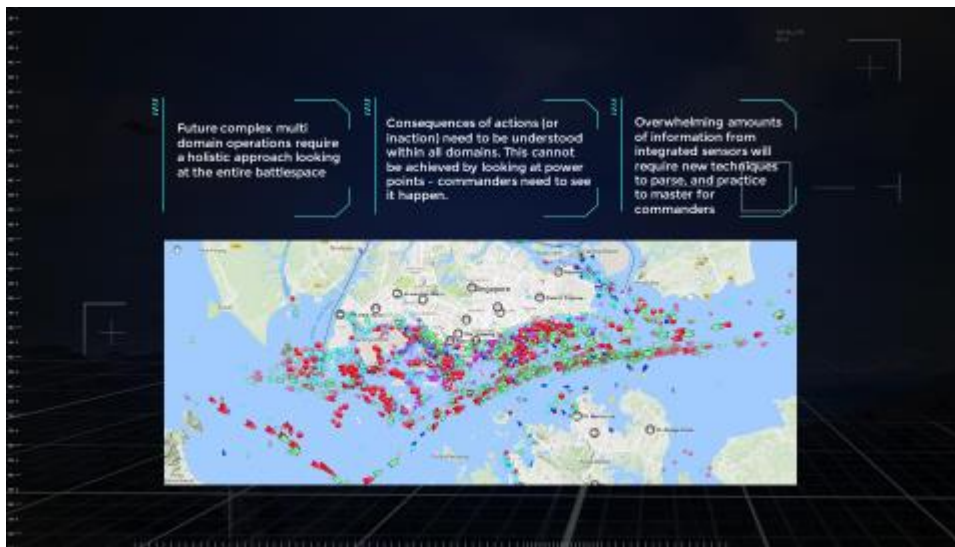 Future complex multi
domain operations require
a holistic approach looking
at the entire battlespace
Consequences of actions (or
inaction) need to be understood
within all domains. This cannot
be achieved by looking at power
points - commanders need to see
it happen.
Overwhelming amounts
of information from
integrated sensors will
require new techniques
to parse, and practice
to master for
commanders
Singapore